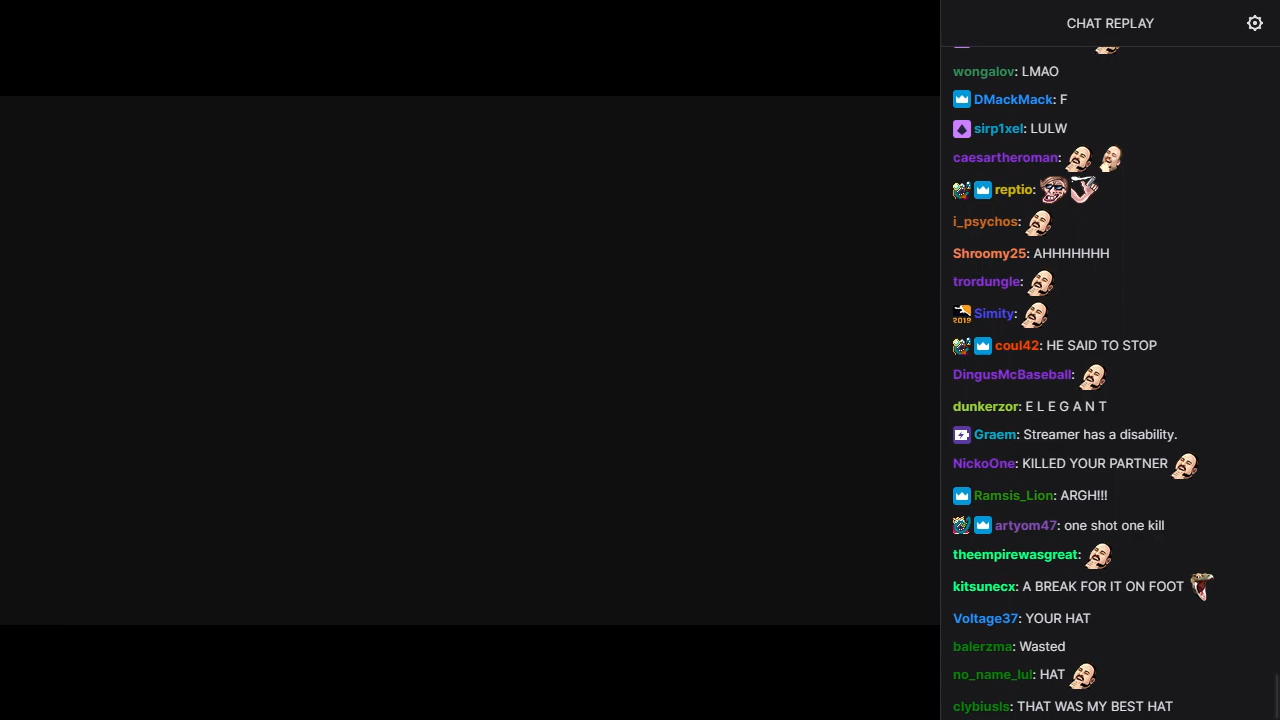 CHAT REPLAY
wongalov: LMAO
DMackMack: F
sirp1xel: LULW
caesartheroman:
reptio:
i_psychos:
Shroomy25: AHHHHHHH
trordungle:
2019 Simity:
coul42: HE SAID TO STOP
DingusMcBaseball:
dunkerzor: E L E G A N T
Graem: Streamer has a disability.
NickoOne: KILLED YOUR PARTNER
Ramsis_Lion: ARGH!!!
artyom47: one shot one kill
theempirewasgreat:
kitsunecx: A BREAK FOR IT ON FOOT
Voltage37: YOUR HAT
balerzma: Wasted
no_name_lul: HAT
clybiusls: THAT WAS MY BEST HAT